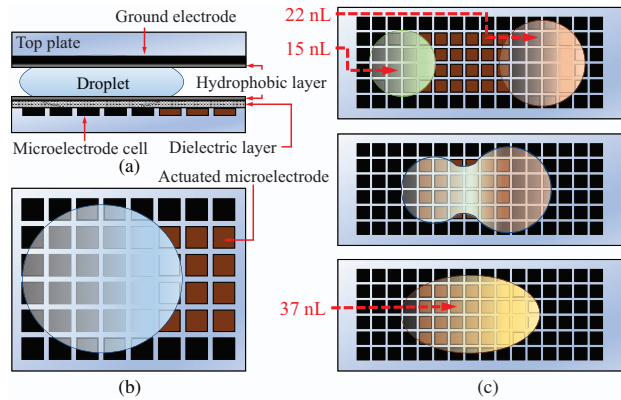 Ground electrode
Top plate
Droplet
Hydrophobic layer
Microelectrode cell
(a)
Dielectric layer
Actuated microelectrode
(b)
22 nL
15 nL
37 nL
(c)